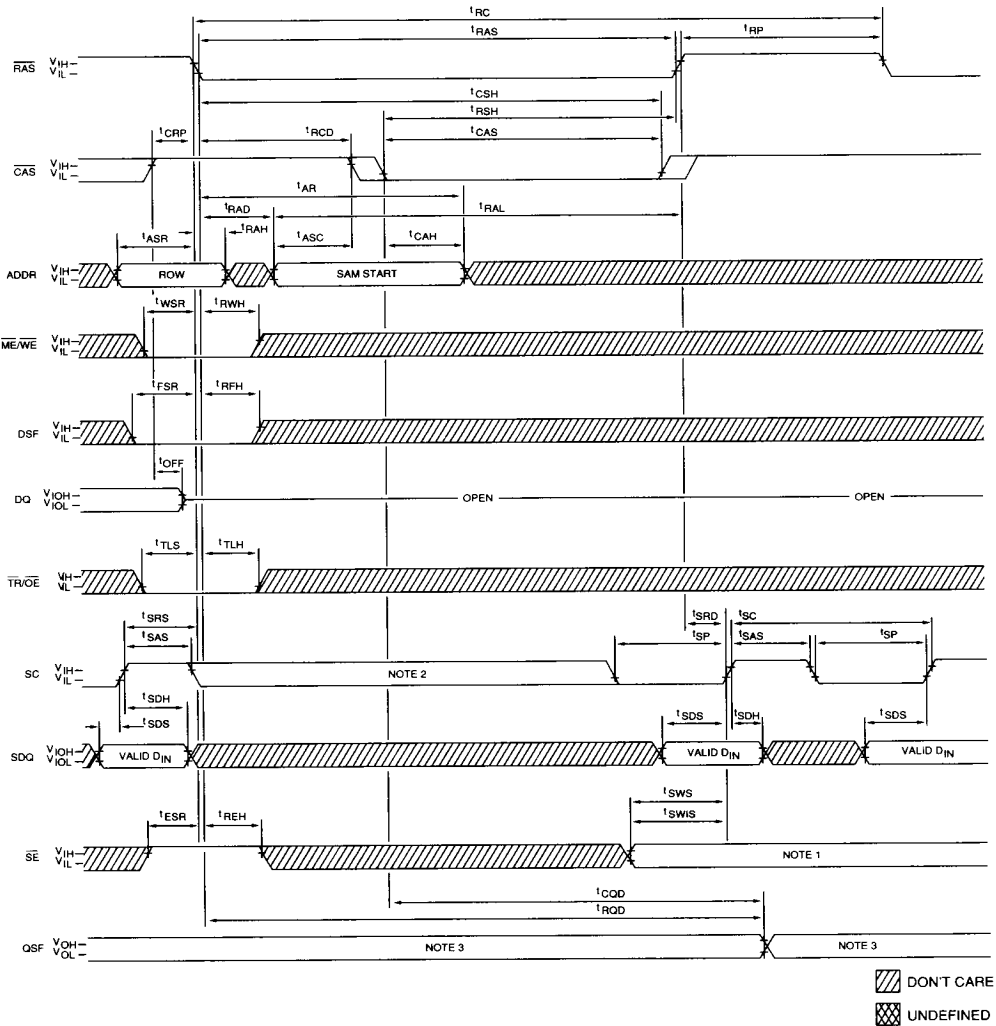 tRC
tRAS
tRP
RAS VIH VIL
tCSH
tRSH
tCRP
tRCD
tCAS
CAS VIH VIL
tAR
tRAD
tRAL
tASR
tRAH
tASC
tCAH
ADDR VIH VIL ROW SAM START
tWSR
tRWH
ME/WE VIH VIL
tFSR
tRFH
DSF VIH VIL
tOFF
DQ VIOH VIOL OPEN OPEN
tTLS
tTLH
TR/OE VIH VIL
tSRS
tSRD
tSC
tSAS
tSP
tSAS
tSP
SC VIH VIL NOTE 2
tSDH
tSDS
tSDS
tSDH
tSDS
SDQ VIOH VIOL VALID DIN VALID DIN VALID DIN
tSWS
tESR
tREH
tSWIS
SE VIH VIL NOTE 1
tCQD
tRQD
QSF VOH VOL NOTE 3 NOTE 3
DON'T CARE
UNDEFINED